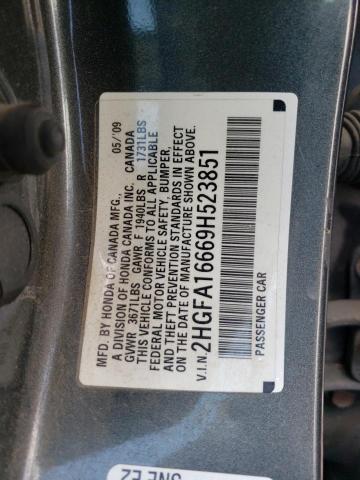 MFD. BY HONDA OF CANADA MFG. 05/'09
A DIVISION OF HONDA CANADA INC. CANADA
GVWR 3671LBS GAWR F 1940LBS R 1731LBS
THIS VEHICLE CONFORMS TO ALL APPLICABLE
FEDERAL MOTOR VEHICLE SAFETY, BUMPER,
AND THEFT PREVENTION STANDARDS IN EFFECT
ON THE DATE OF MANUFACTURE SHOWN ABOVE.
V.I.N. 2HGFA16669H523851
PASSENGER CAR